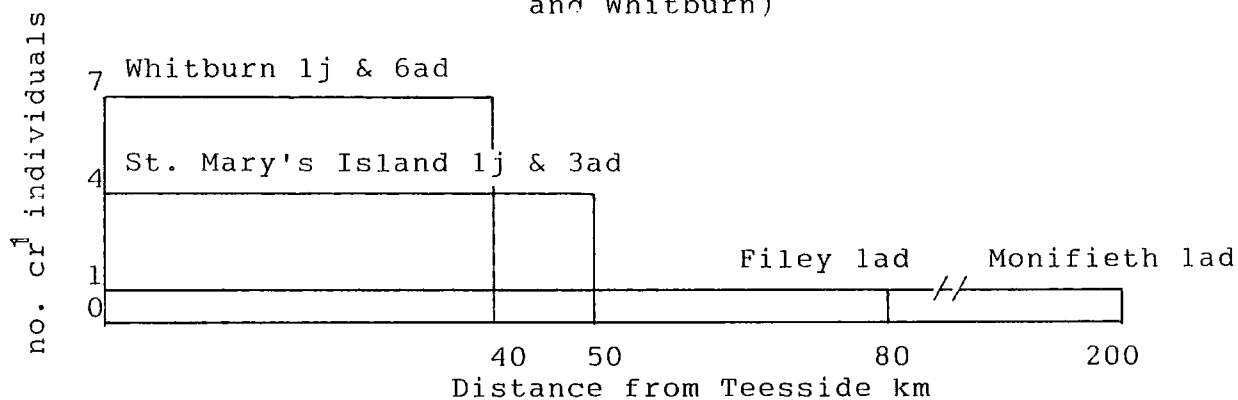 and Whitburn)
no. cr¹ individuals
7
Whitburn 1j & 6ad
4
St. Mary's Island 1j & 3ad
1
0
Filey 1ad
Monifieth 1ad
40 50 80 200
Distance from Teesside km